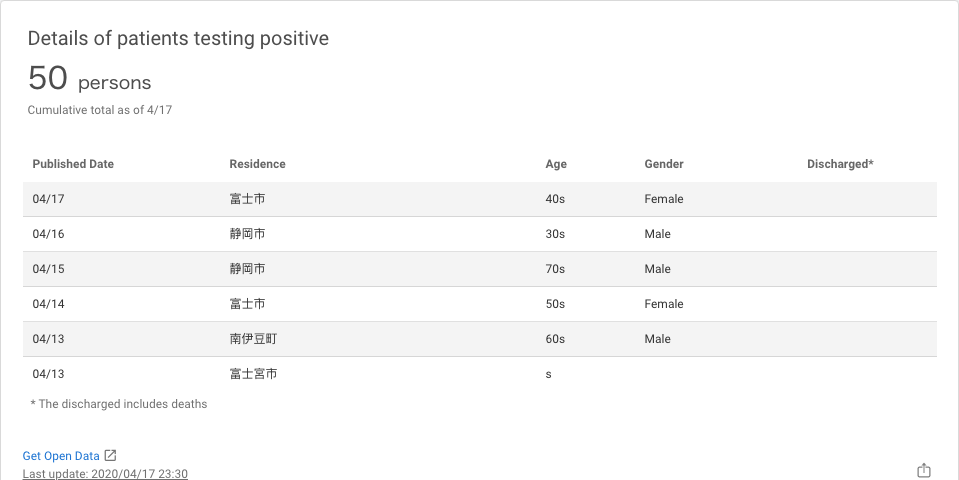 Details of patients testing positive
50 persons
Cumulative total as of 4/17
Published Date Residence Age Gender Discharged*
04/17 富士市 40s Female
04/16 静岡市 30s Male
04/15 静岡市 70s Male
04/14 富士市 50s Female
04/13 南伊豆町 60s Male
04/13 富士宮市 s
* The discharged includes deaths
Get Open Data
Last update: 2020/04/17 23:30